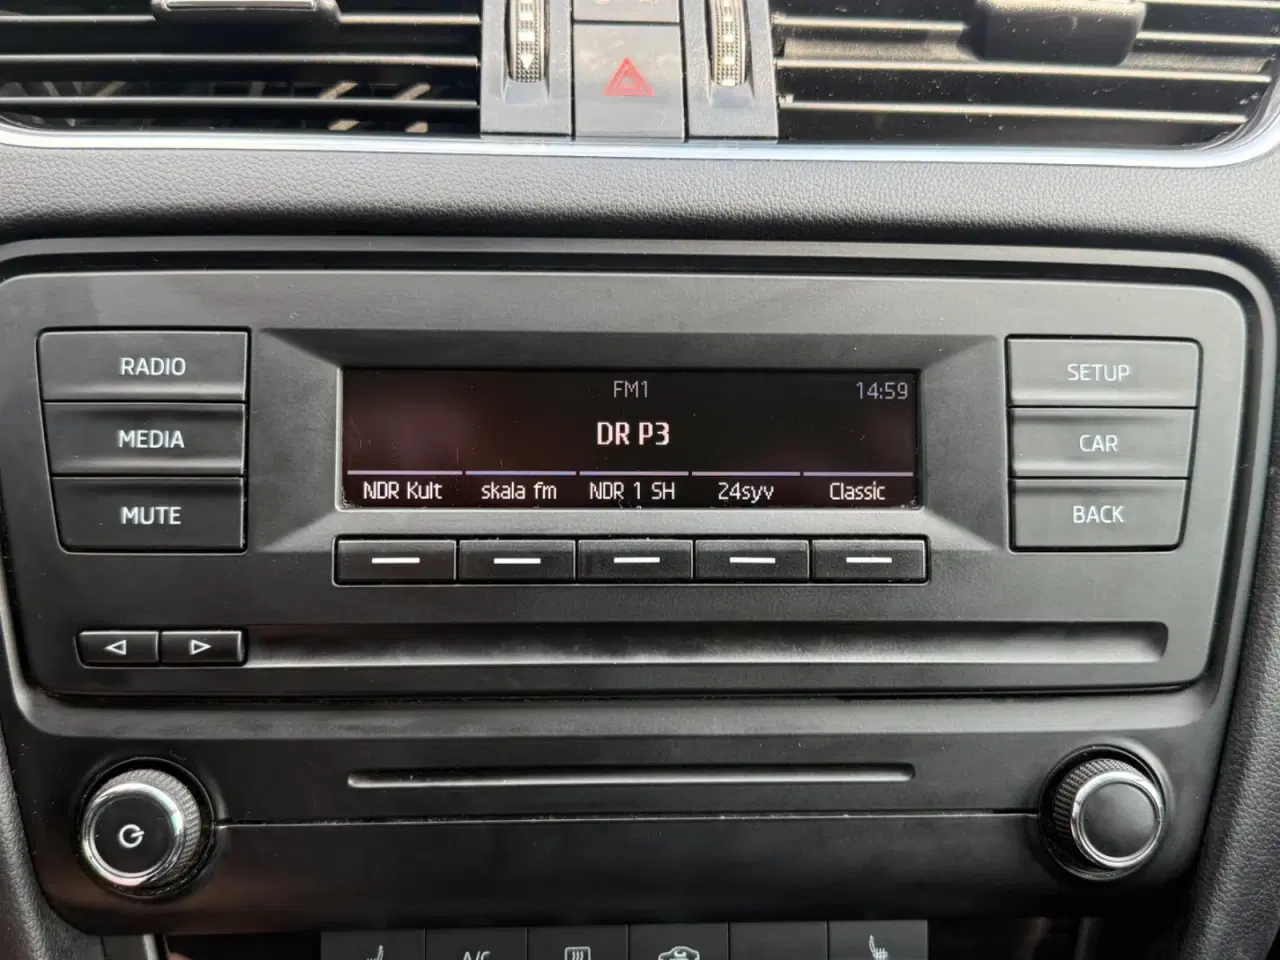 RADIO
MEDIA
MUTE
FM1 14:59
DR P3
NDR Kult skala fm NDR 1 SH 24syv Classic
SETUP
CAR
BACK
A/C